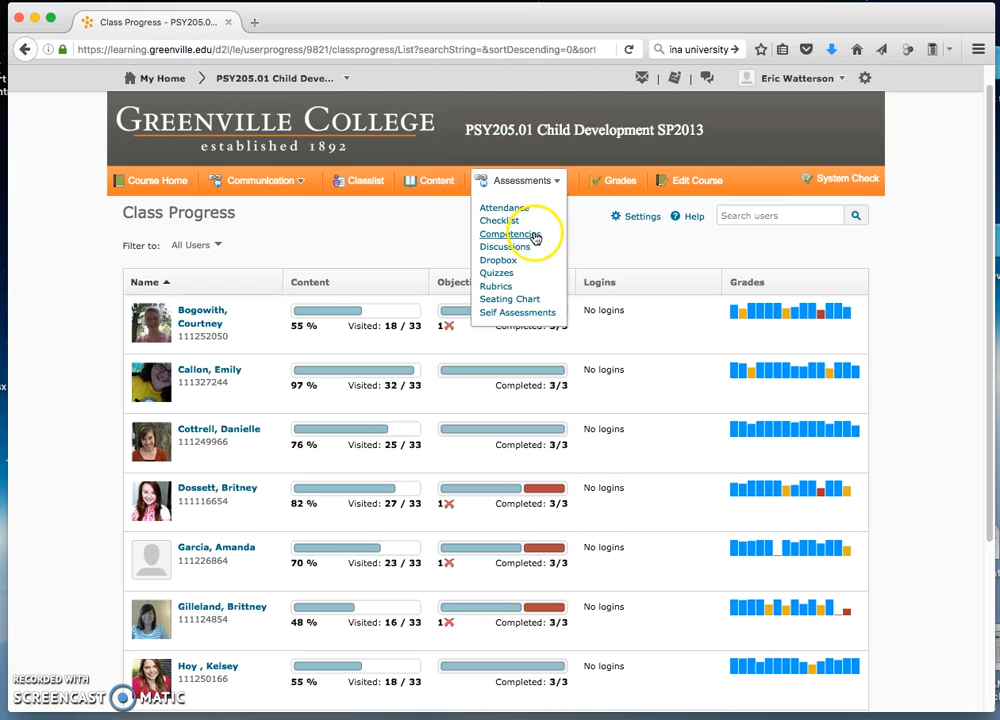 Class Progress - PSY205.0...
https://learning.greenville.edu/d2l/le/userprogress/9821/classprogress/List?searchString=&sortDescending=0&sort
ina university
My Home
PSY205.01 Child Deve...
Eric Watterson
GREENVILLE COLLEGE
established 1892
PSY205.01 Child Development SP2013
Course Home
Communication
Classlist
Content
Assessments
Grades
Edit Course
System Check
Attendance
Checklist
Competencies
Discussions
Dropbox
Quizzes
Rubrics
Seating Chart
Self Assessments
Class Progress
Settings
Help
Search users
Filter to: All Users
Name
Content
Objecti
Logins
Grades
Bogowith,
Courtney
111252050
55 %
Visited: 18 / 33
1
No logins
Callon, Emily
111327244
97 %
Visited: 32 / 33
Completed: 3/3
No logins
Cottrell, Danielle
111249966
76 %
Visited: 25 / 33
Completed: 3/3
No logins
Dossett, Britney
111116654
82 %
Visited: 27 / 33
1
Completed: 3/3
No logins
Garcia, Amanda
111226864
70 %
Visited: 23 / 33
1
Completed: 3/3
No logins
Gilleland, Brittney
111124854
48 %
Visited: 16 / 33
1
Completed: 3/3
No logins
Hoy , Kelsey
111250166
55 %
Visited: 18 / 33
Completed: 3/3
No logins
RECORDED WITH
SCREENCAST MATIC